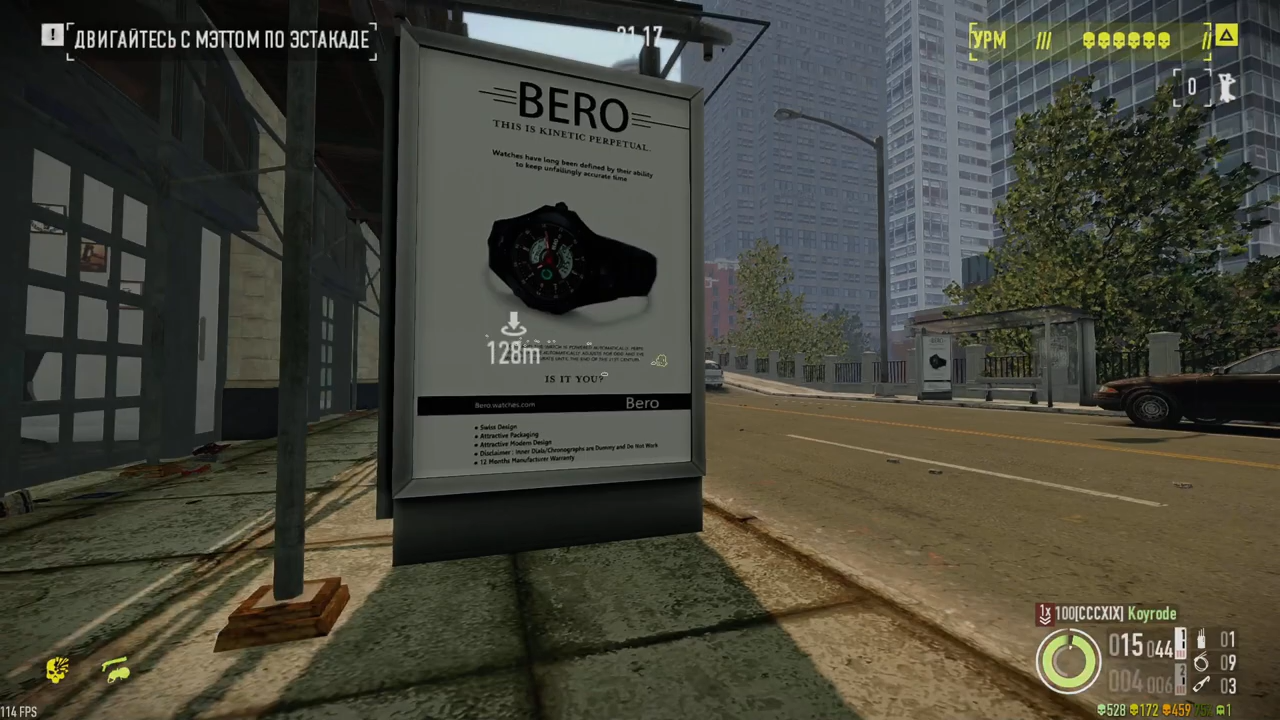 ДВИГАЙТЕСЬ С МЭТТОМ ПО ЭСТАКАДЕ
21:17
УРМ
0
BERO
THIS IS KINETIC PERPETUAL.
Watches have long been defined by their ability
to keep unfailingly accurate time
128m
IS IT YOU?
Bero.watches.com
Bero
• Swiss Design
• Attractive Packaging
• Attractive Modern Design
• Disclaimer : Inner Dials/Chronographs are Dummy and Do Not Work
• 12 Months Manufacturer Warranty
1x 100[CCCXIX] Koyrode
015 044
004 006
01
09
03
528 172 459 1
114 FPS